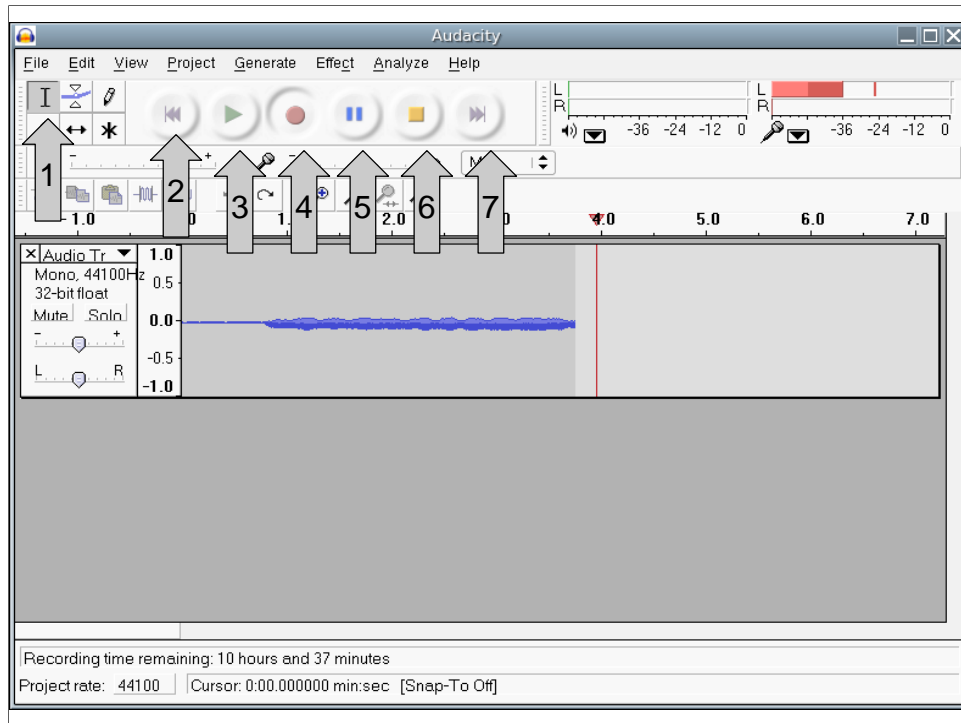 Audacity
File Edit View Project Generate Effect Analyze Help
L
R
-36 -24 -12 0
L
R
-36 -24 -12 0
- + -
1 2 3 4 5 6 7
- 1.0 2.0 4.0 5.0 6.0 7.0
Audio Tr
Mono, 44100Hz
32-bit float
Mute Solo
- +
L R
1.0
0.5
0.0
-0.5
-1.0
Recording time remaining: 10 hours and 37 minutes
Project rate: 44100 Cursor: 0:00.000000 min:sec [Snap-To Off]